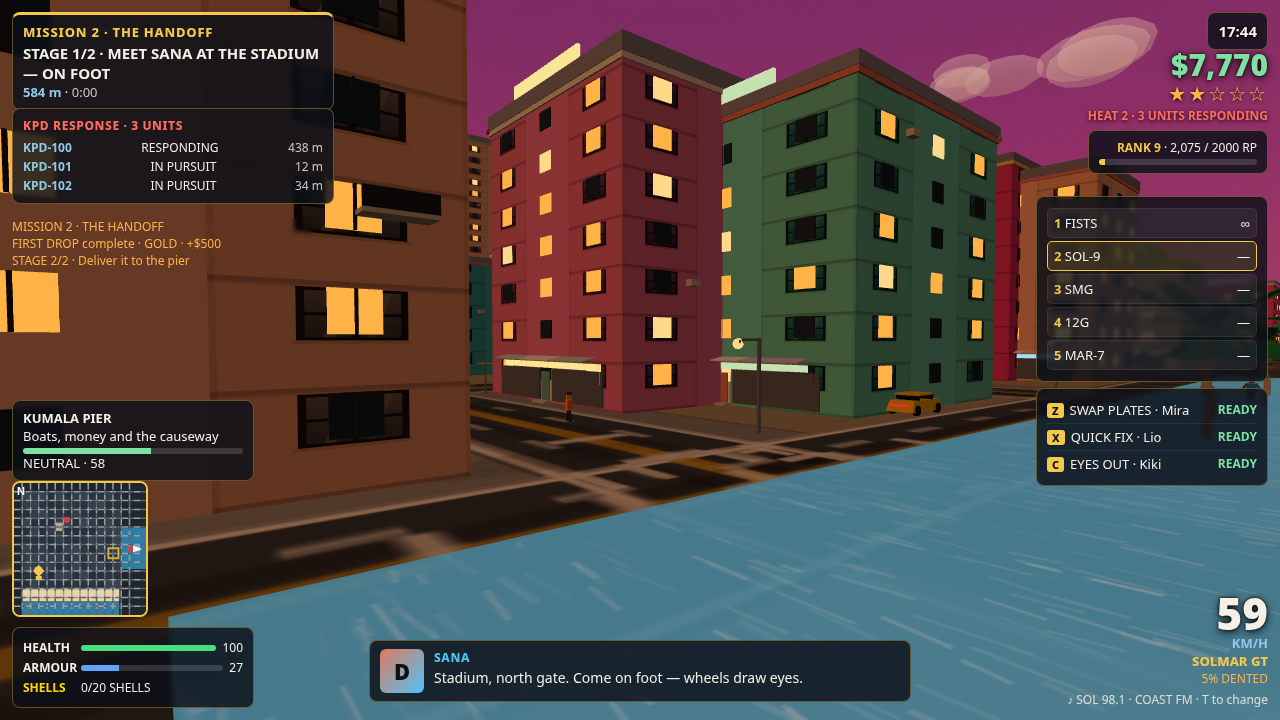 MISSION 2 · THE HANDOFF
STAGE 1/2 · MEET SANA AT THE STADIUM
— ON FOOT
584 m · 0:00
KPD RESPONSE · 3 UNITS
KPD-100 RESPONDING 438 m
KPD-101 IN PURSUIT 12 m
KPD-102 IN PURSUIT 34 m
MISSION 2 · THE HANDOFF
FIRST DROP complete · GOLD · +$500
STAGE 2/2 · Deliver it to the pier
KUMALA PIER
Boats, money and the causeway
NEUTRAL · 58
N
HEALTH 100
ARMOUR 27
SHELLS 0/20 SHELLS
D
SANA
Stadium, north gate. Come on foot — wheels draw eyes.
17:44
$7,770
★★☆☆☆
HEAT 2 · 3 UNITS RESPONDING
RANK 9 · 2,075 / 2000 RP
1 FISTS ∞
2 SOL-9 —
3 SMG —
4 12G —
5 MAR-7 —
Z SWAP PLATES · Mira READY
X QUICK FIX · Lio READY
C EYES OUT · Kiki READY
59
KM/H
SOLMAR GT
5% DENTED
♪ SOL 98.1 · COAST FM · T to change